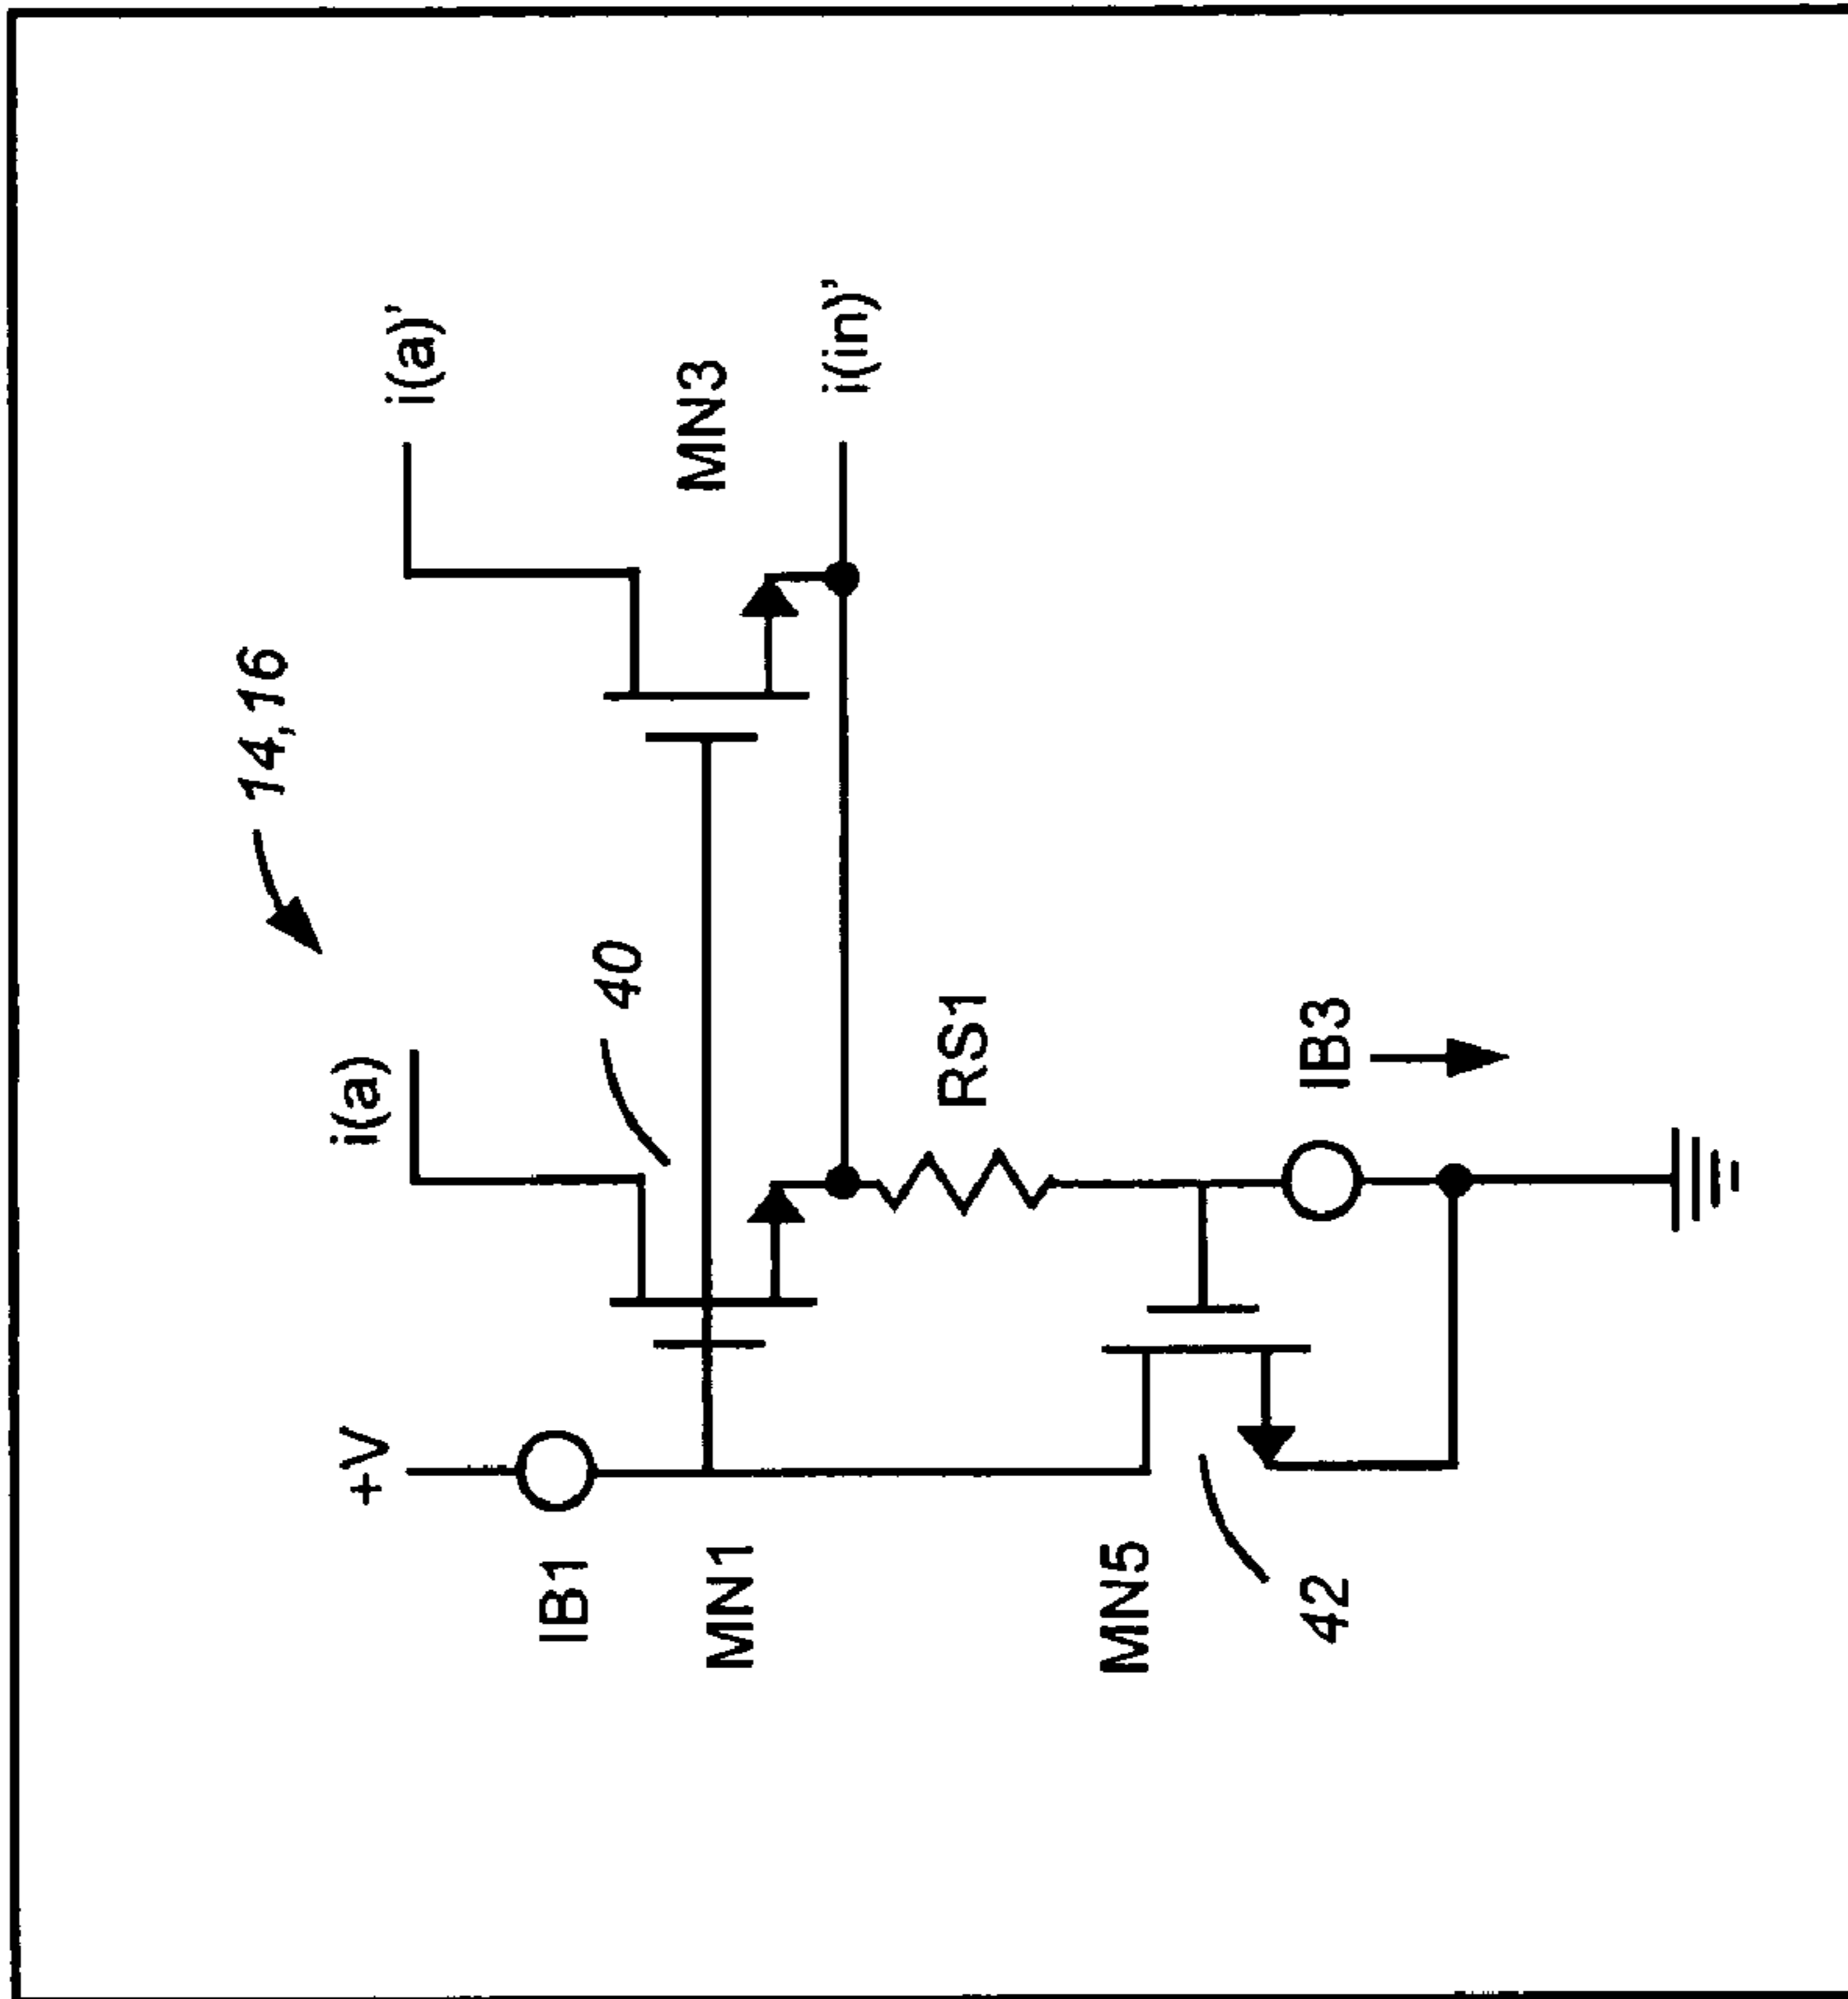 14,16
+V
i(a)
i(a)’
IB1
40
MN1
MN3
i(in)’
RS1
MN5
42
IB3